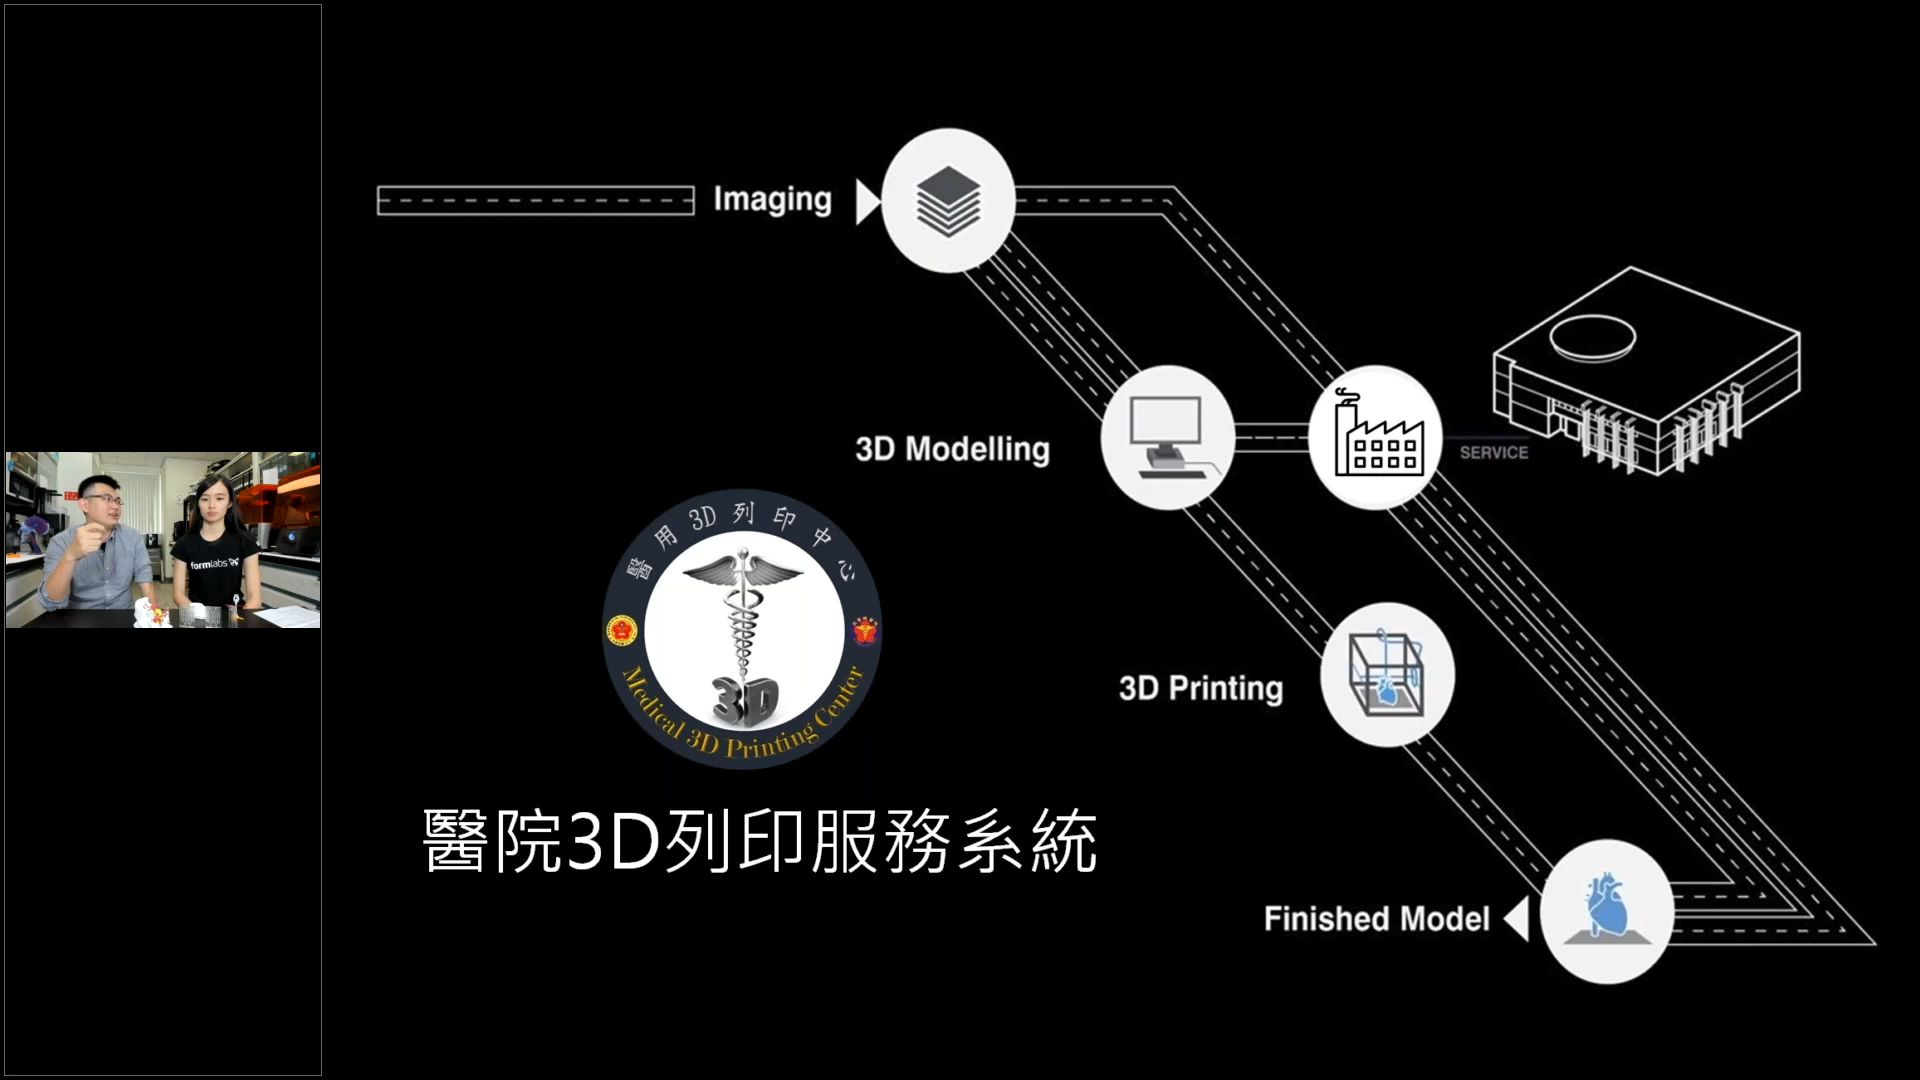 Imaging
3D Modelling
SERVICE
formlabs
醫用3D列印中心
Medical 3D Printing Center
3D
3D Printing
醫院3D列印服務系統
Finished Model